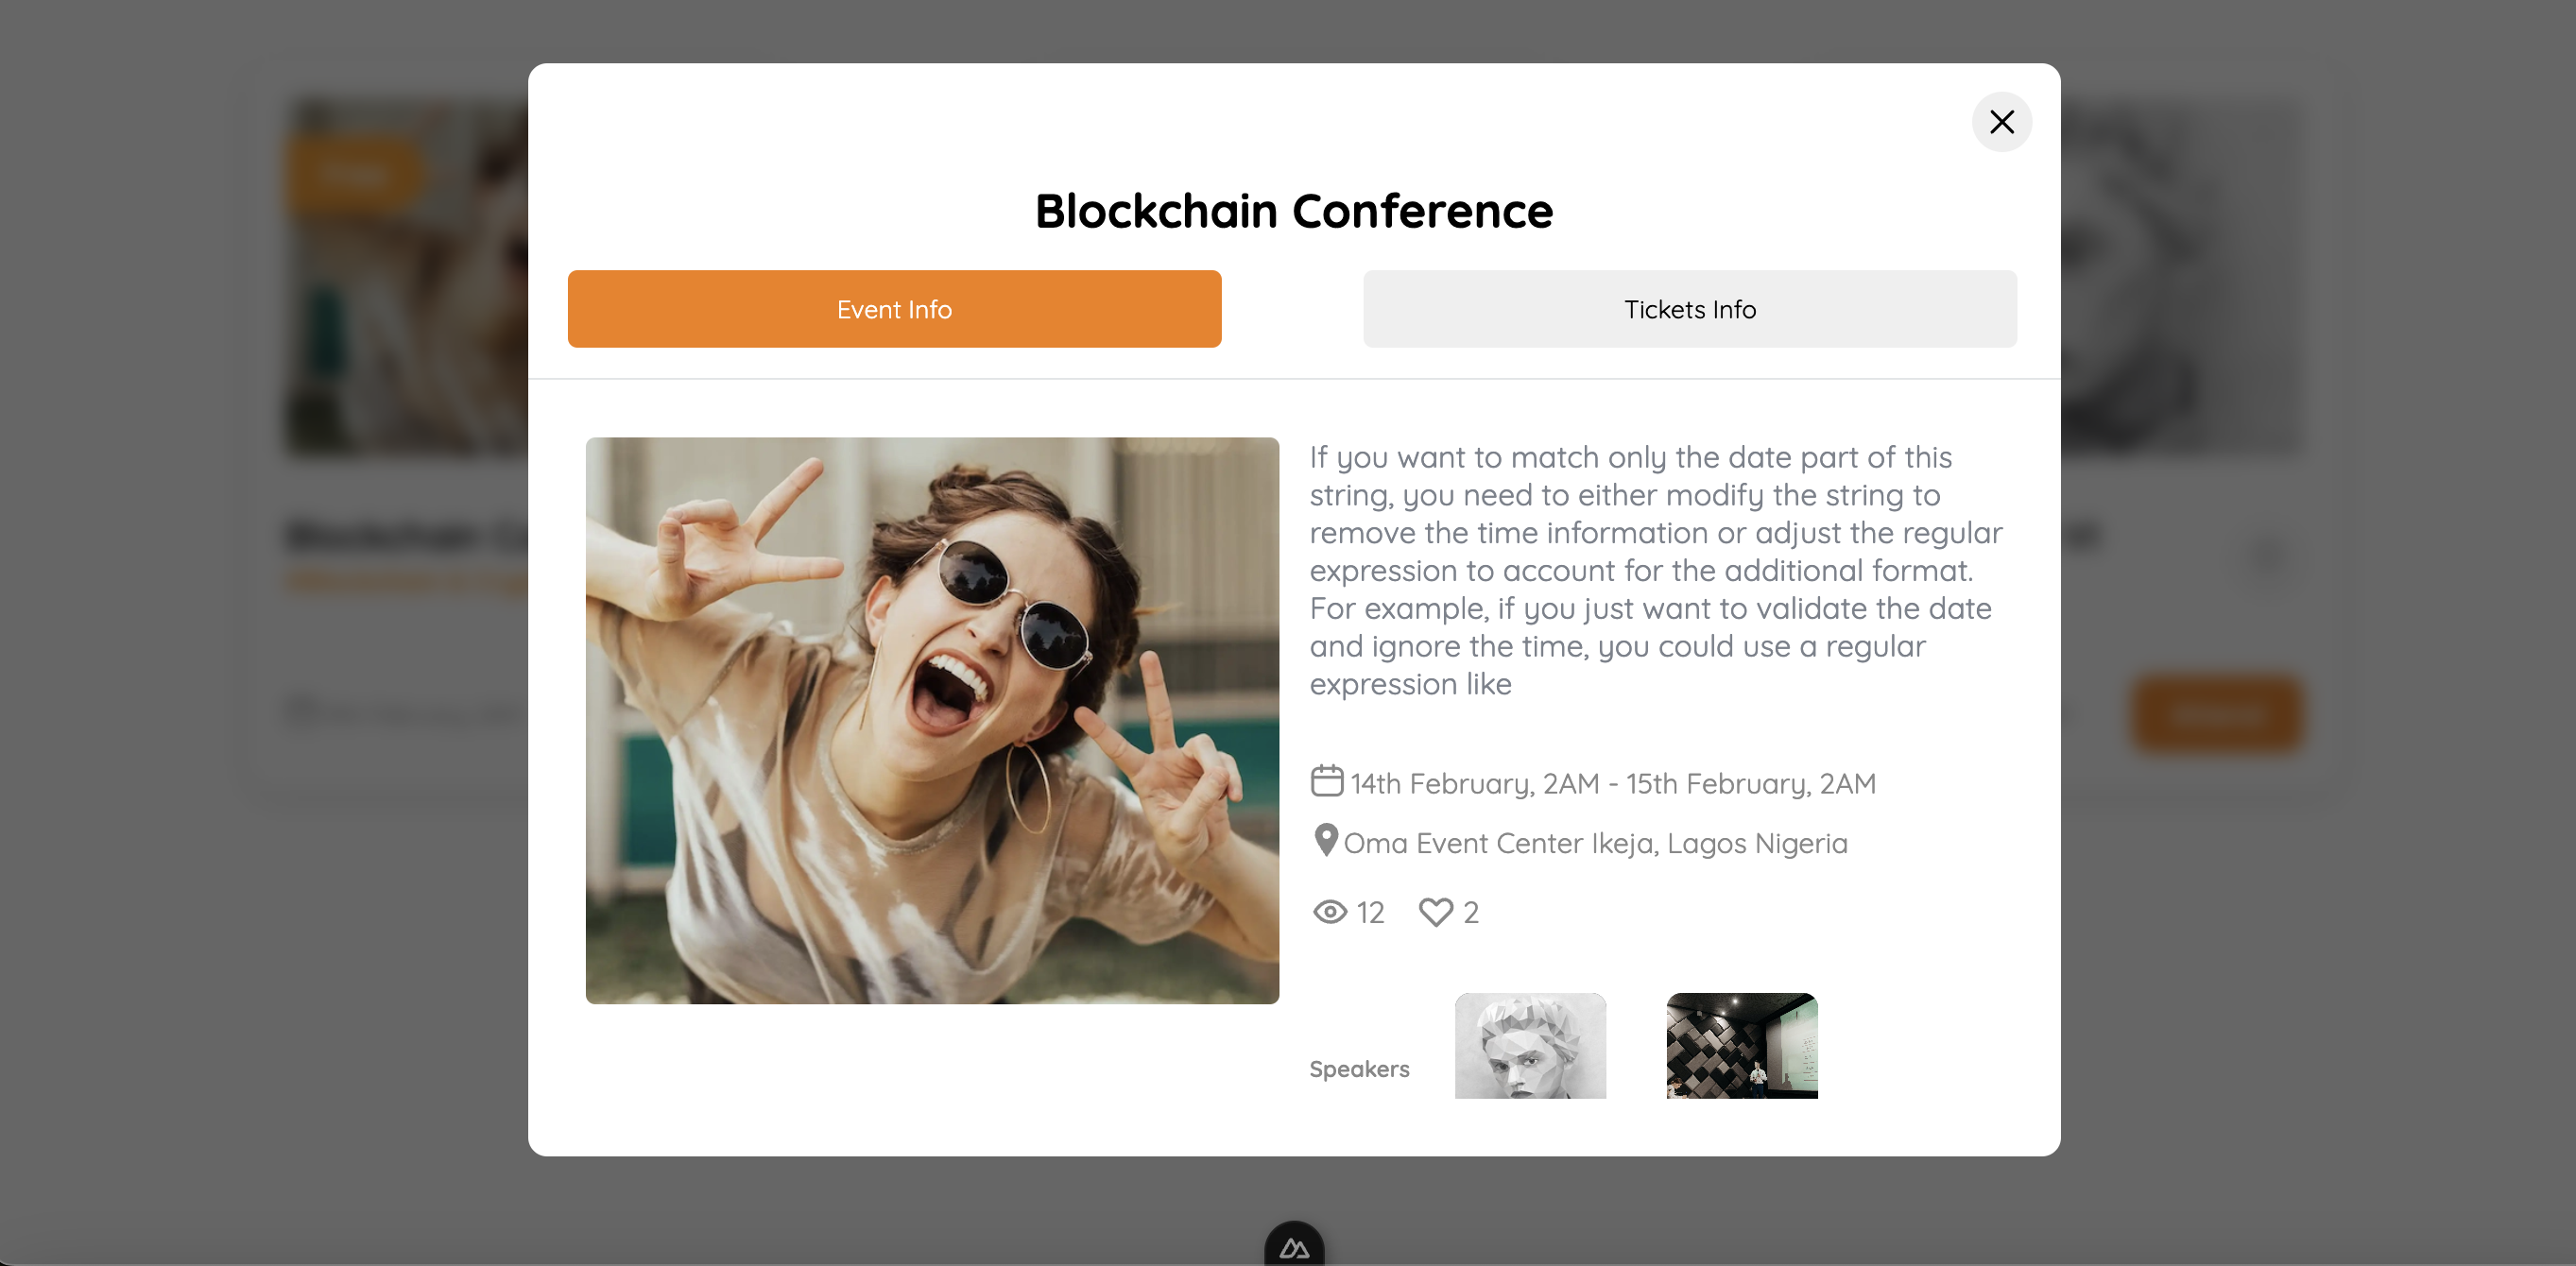 Blockchain Conference
Event Info
Tickets Info
If you want to match only the date part of this
string, you need to either modify the string to
remove the time information or adjust the regular
expression to account for the additional format.
For example, if you just want to validate the date
and ignore the time, you could use a regular
expression like
14th February, 2AM - 15th February, 2AM
Oma Event Center Ikeja, Lagos Nigeria
12 2
Speakers